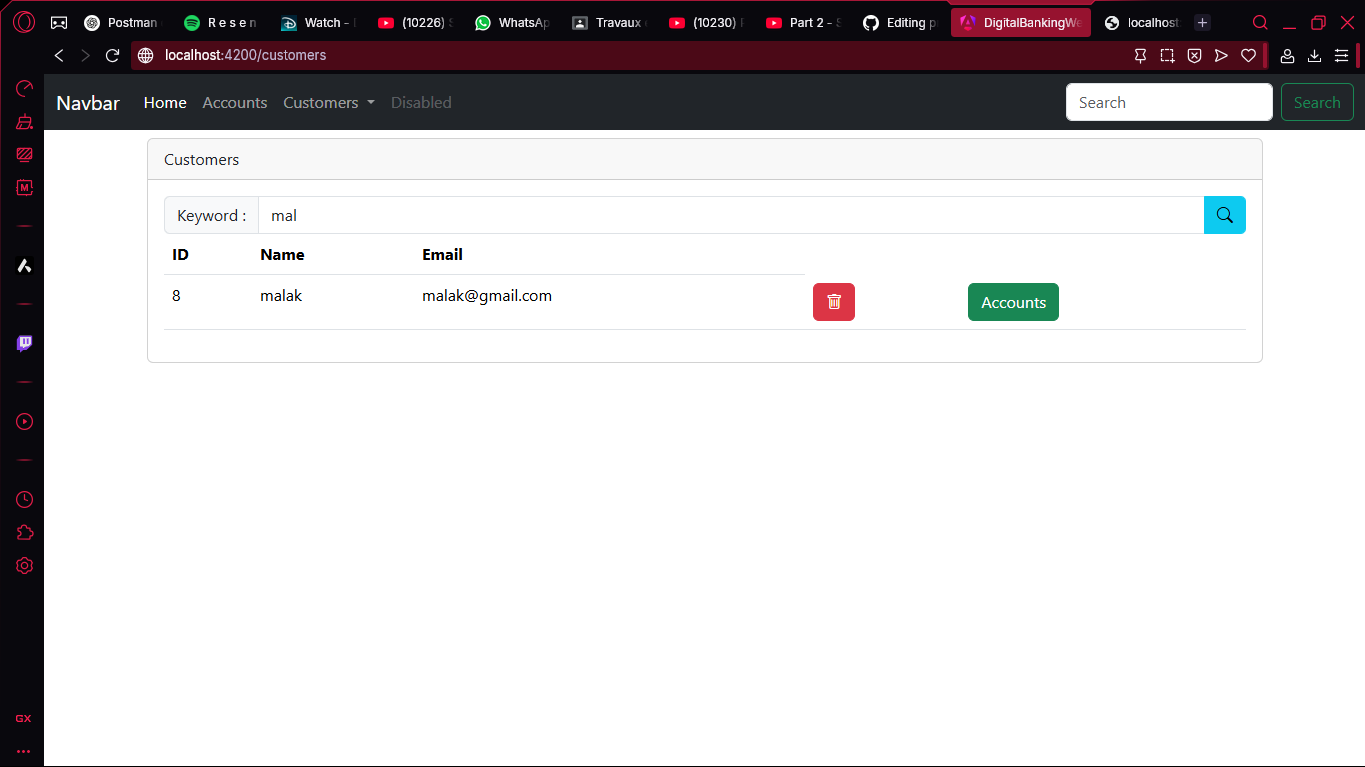 Postman R e s e n Watch - WhatsAp Travaux (10226) (10230) Part 2 - Editing p DigitalBankingWe localhost:
localhost:4200/customers
Navbar Home Accounts Customers Disabled Search Search
Customers
Keyword : mal
ID Name Email
8 malak malak@gmail.com Accounts
GX